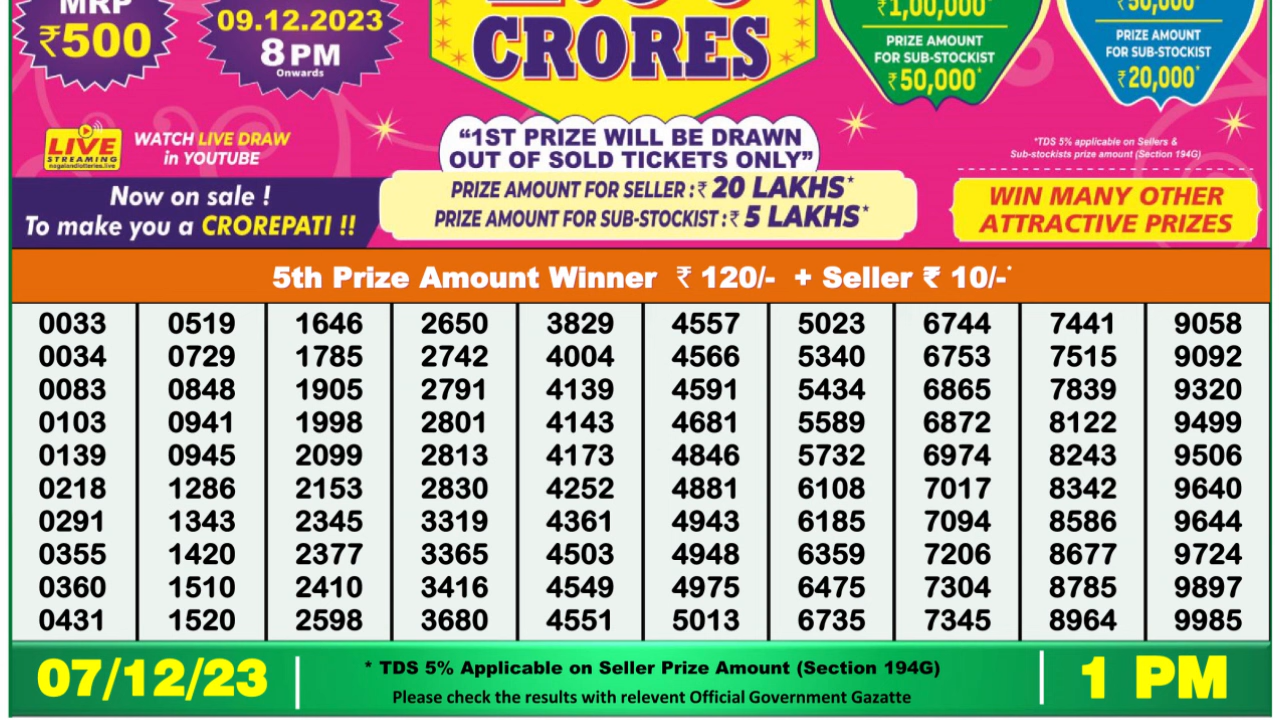 MRP
₹500
09.12.2023
8 PM
Onwards
CRORES
₹1,00,000*
PRIZE AMOUNT
FOR SUB-STOCKIST
₹50,000*
₹50,000
PRIZE AMOUNT
FOR SUB-STOCKIST
₹20,000*
LIVE
STREAMING
nagalandlotteries.live
WATCH LIVE DRAW
in YOUTUBE
“1ST PRIZE WILL BE DRAWN
OUT OF SOLD TICKETS ONLY”
*TDS 5% applicable on Sellers &
Sub-stockists prize amount (Section 194G)
Now on sale !
To make you a CROREPATI !!
PRIZE AMOUNT FOR SELLER :₹ 20 LAKHS*
PRIZE AMOUNT FOR SUB-STOCKIST :₹ 5 LAKHS*
WIN MANY OTHER
ATTRACTIVE PRIZES
5th Prize Amount Winner ₹ 120/- + Seller ₹ 10/-*
0033 0519 1646 2650 3829 4557 5023 6744 7441 9058
0034 0729 1785 2742 4004 4566 5340 6753 7515 9092
0083 0848 1905 2791 4139 4591 5434 6865 7839 9320
0103 0941 1998 2801 4143 4681 5589 6872 8122 9499
0139 0945 2099 2813 4173 4846 5732 6974 8243 9506
0218 1286 2153 2830 4252 4881 6108 7017 8342 9640
0291 1343 2345 3319 4361 4943 6185 7094 8586 9644
0355 1420 2377 3365 4503 4948 6359 7206 8677 9724
0360 1510 2410 3416 4549 4975 6475 7304 8785 9897
0431 1520 2598 3680 4551 5013 6735 7345 8964 9985
07/12/23
* TDS 5% Applicable on Seller Prize Amount (Section 194G)
Please check the results with relevent Official Government Gazatte
1 PM